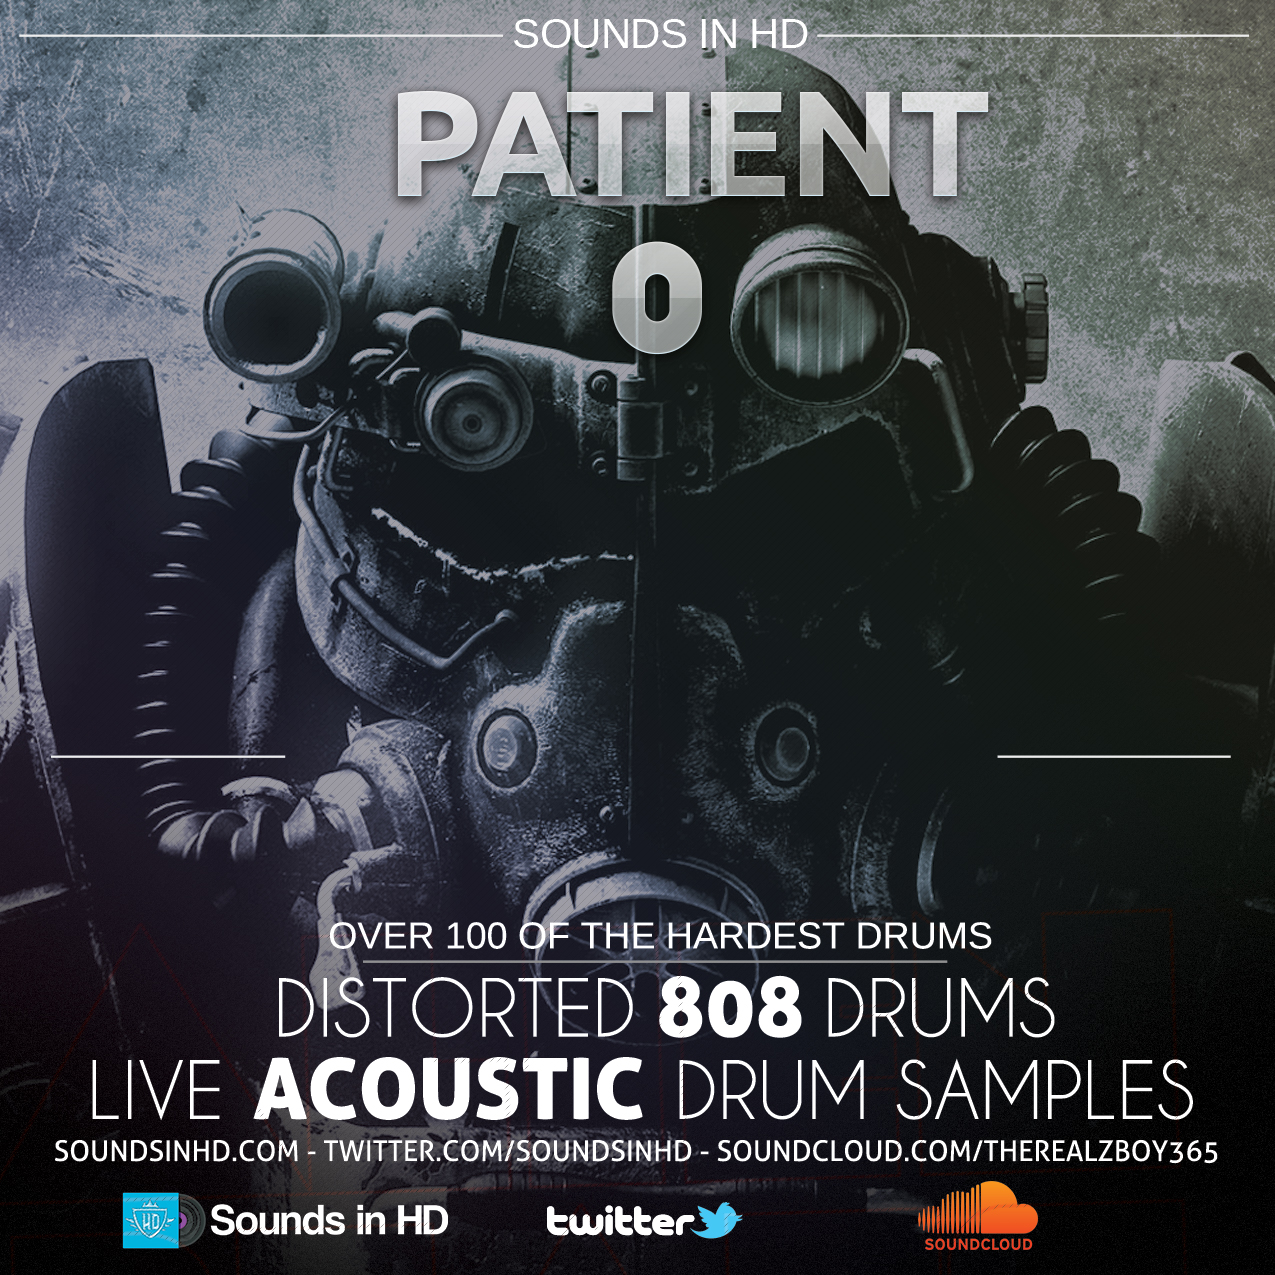 SOUNDS IN HD
PATIENT
0
OVER 100 OF THE HARDEST DRUMS
DISTORTED 808 DRUMS
LIVE ACOUSTIC DRUM SAMPLES
SOUNDSINHD.COM - TWITTER.COM/SOUNDSINHD - SOUNDCLOUD.COM/THEREALZBOY365
HD Sounds in HD twitter SOUNDCLOUD